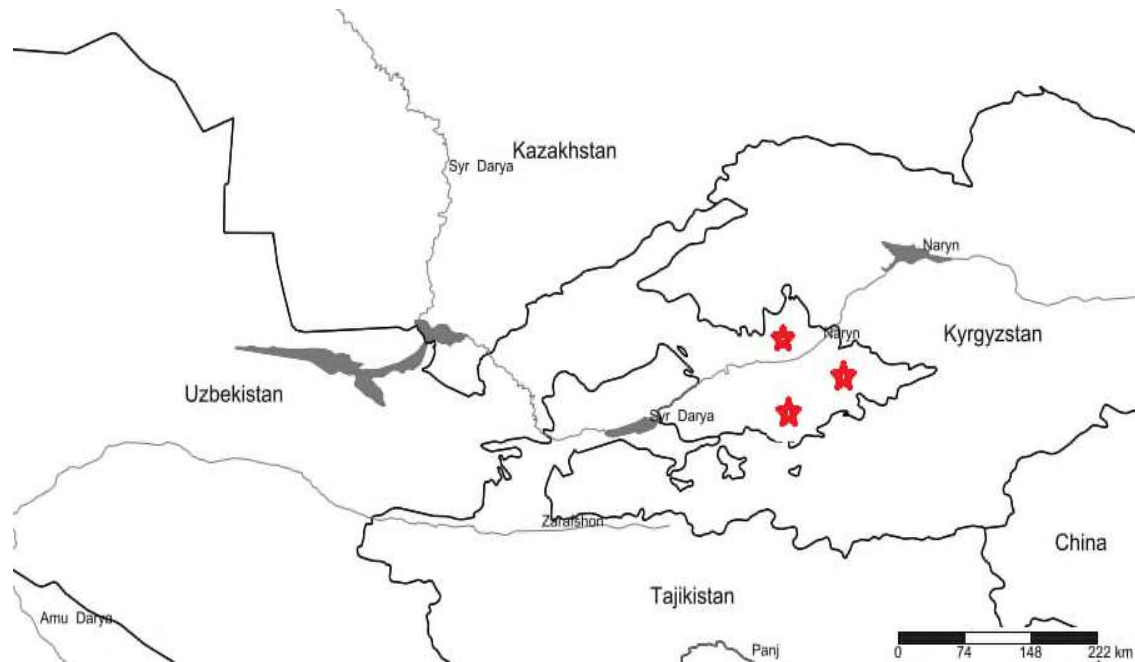 Kazakhstan
Syr Darya
Naryn
Naryn
Kyrgyzstan
Uzbekistan
Syr Darya
Zarafshon
China
Tajikistan
Amu Darya
Panj
0 74 148 222 km